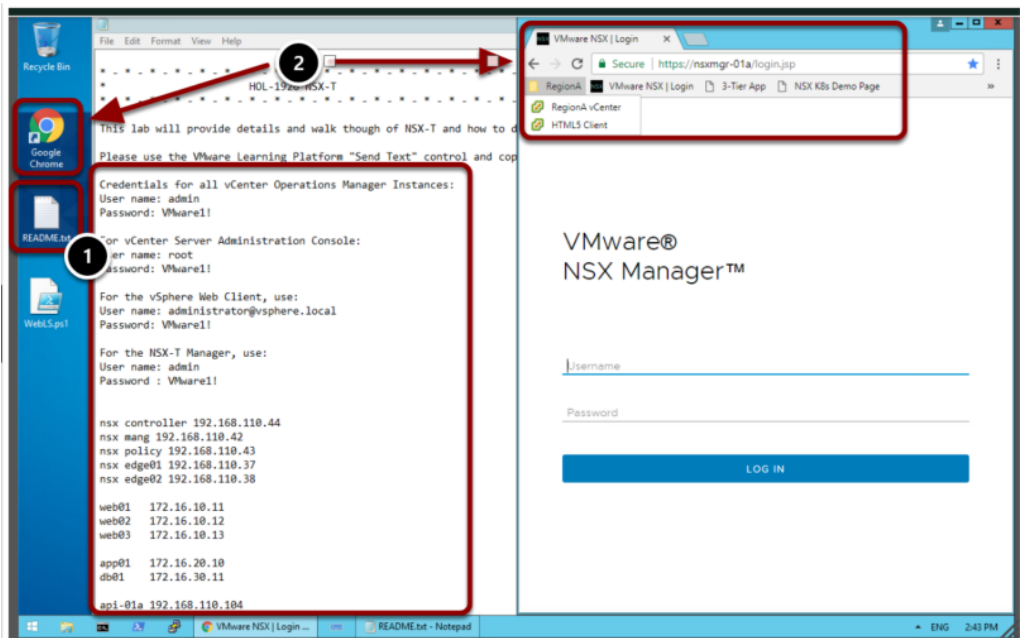 Recycle Bin
Google
Chrome
README.txt
WebLS.ps1
1
2
File Edit Format View Help
HOL-1926 NSX-T
This lab will provide details and walk though of NSX-T and how to d
Please use the VMware Learning Platform "Send Text" control and cop
Credentials for all vCenter Operations Manager Instances:
User name: admin
Password: VMware1!
For vCenter Server Administration Console:
User name: root
Password: VMware1!
For the vSphere Web Client, use:
User name: administrator@vsphere.local
Password: VMware1!
For the NSX-T Manager, use:
User name: admin
Password : VMware1!
nsx controller 192.168.110.44
nsx mang 192.168.110.42
nsx policy 192.168.110.43
nsx edge01 192.168.110.37
nsx edge02 192.168.110.38
web01 172.16.10.11
web02 172.16.10.12
web03 172.16.10.13
app01 172.16.20.10
db01 172.16.30.11
api-01a 192.168.110.104
VMware NSX | Login
Secure | https://nsxmgr-01a/login.jsp
RegionA VMware NSX | Login 3-Tier App NSX K8s Demo Page »
RegionA vCenter
HTML5 Client
VMware®
NSX Manager™
Username
Password
LOG IN
VMware NSX | Login ... README.txt - Notepad ENG 2:43 PM